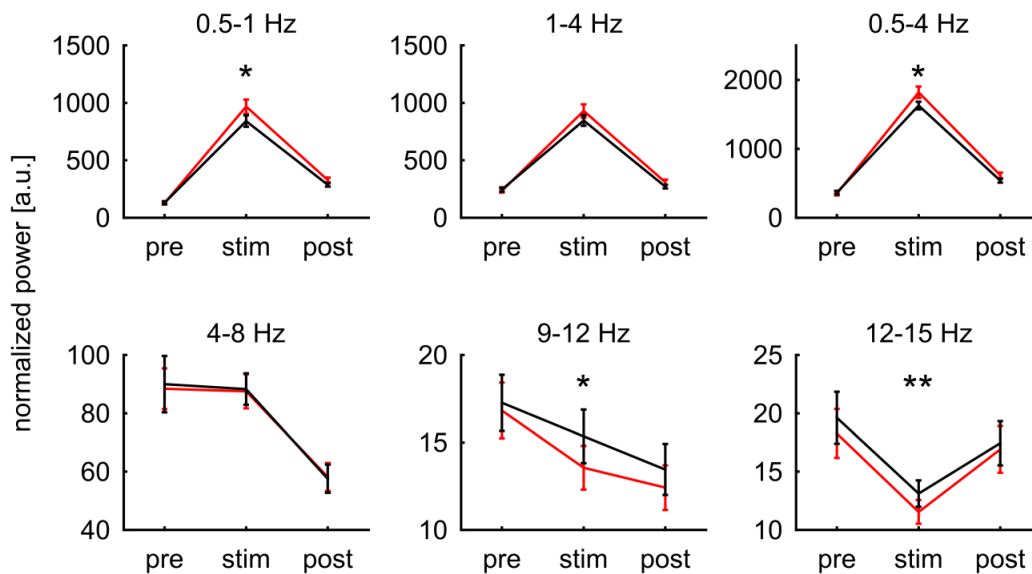 0.5-1 Hz
1-4 Hz
0.5-4 Hz
normalized power [a.u.]
1500
1000
500
0
*
pre stim post
1500
1000
500
0
pre stim post
2000
1000
0
*
pre stim post
4-8 Hz
9-12 Hz
12-15 Hz
100
80
60
40
pre stim post
20
15
10
*
pre stim post
25
20
15
10
**
pre stim post